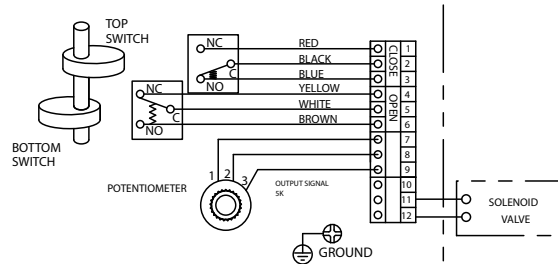 TOP
SWITCH
BOTTOM
SWITCH
NC
C
NO
NC
C
NO
RED
BLACK
BLUE
YELLOW
WHITE
BROWN
CLOSE
OPEN
1
2
3
4
5
6
7
8
9
10
11
12
POTENTIOMETER
1 2 3
OUTPUT SIGNAL
5K
GROUND
SOLENOID
VALVE